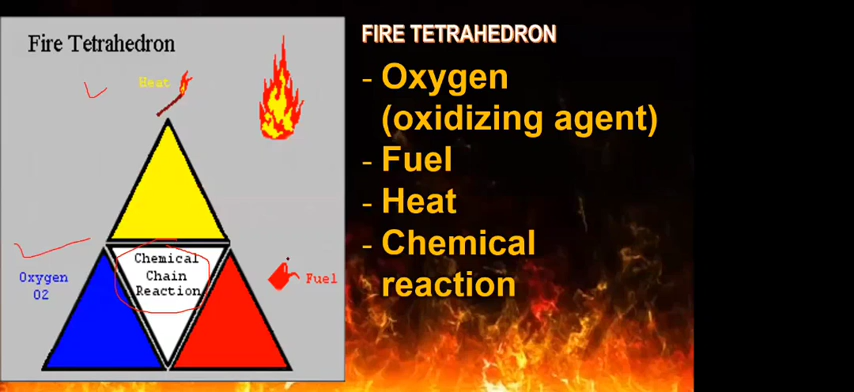 Fire Tetrahedron
Heat
Chemical
Chain
Reaction
Oxygen
O2
Fuel
FIRE TETRAHEDRON
- Oxygen
(oxidizing agent)
- Fuel
- Heat
- Chemical
reaction